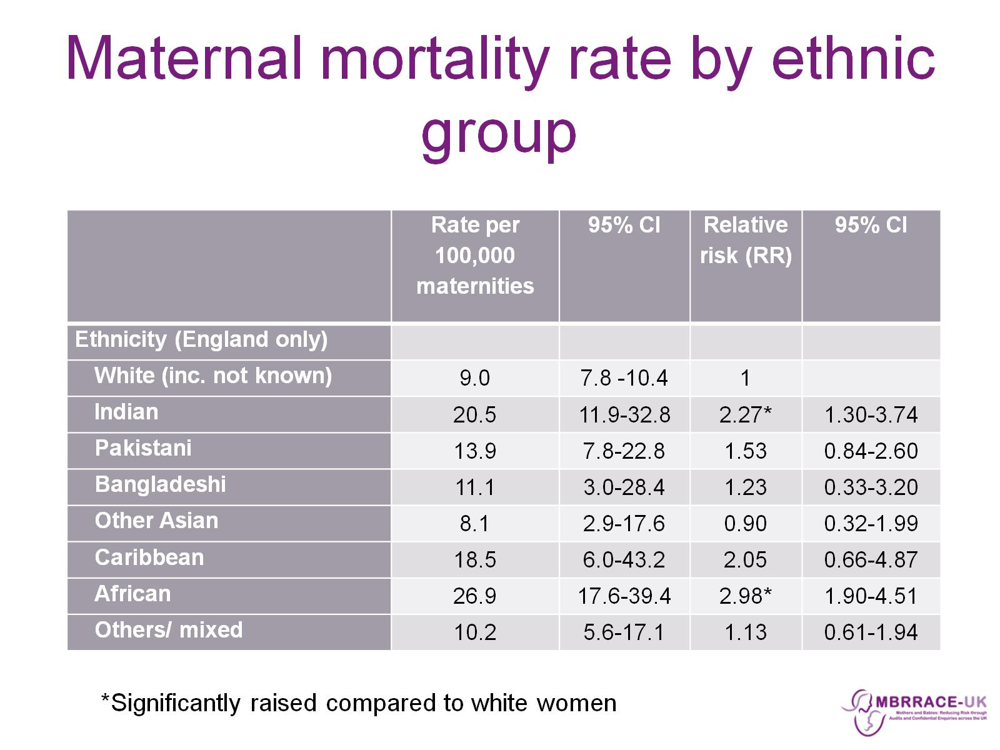 Maternal mortality rate by ethnic
group
Rate per 95% CI Relative 95% CI
100,000 risk (RR)
maternities
Ethnicity (England only)
White (inc. not known) 9.0 7.8 -10.4 1
Indian 20.5 11.9-32.8 2.27* 1.30-3.74
Pakistani 13.9 7.8-22.8 1.53 0.84-2.60
Bangladeshi 11.1 3.0-28.4 1.23 0.33-3.20
Other Asian 8.1 2.9-17.6 0.90 0.32-1.99
Caribbean 18.5 6.0-43.2 2.05 0.66-4.87
African 26.9 17.6-39.4 2.98* 1.90-4.51
Others/ mixed 10.2 5.6-17.1 1.13 0.61-1.94
*Significantly raised compared to white women
MBRRACE-UK
Mothers and Babies: Reducing Risk through
Audits and Confidential Enquiries across the UK